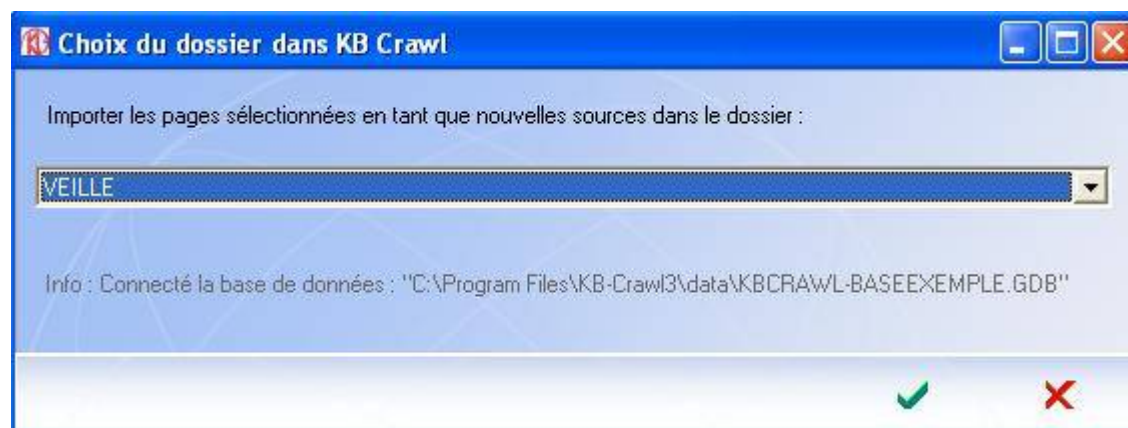 Choix du dossier dans KB Crawl
Importer les pages sélectionnées en tant que nouvelles sources dans le dossier :
VEILLE
Info : Connecté la base de données : "C:\Program Files\KB-Crawl3\data\KBCRAWL-BASEEXEMPLE.GDB"